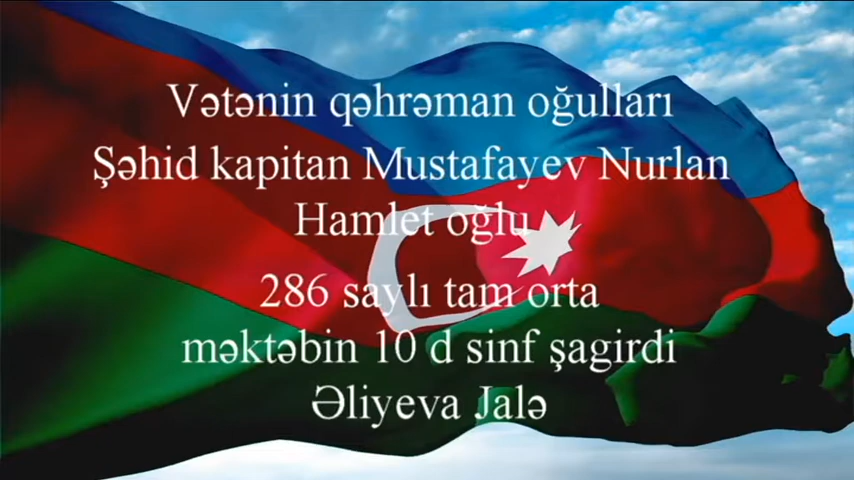 Vətənin qəhrəman oğulları
Şəhid kapitan Mustafayev Nurlan
Hamlet oğlu
286 saylı tam orta
məktəbin 10 d sinf şagirdi
Əliyeva Jalə